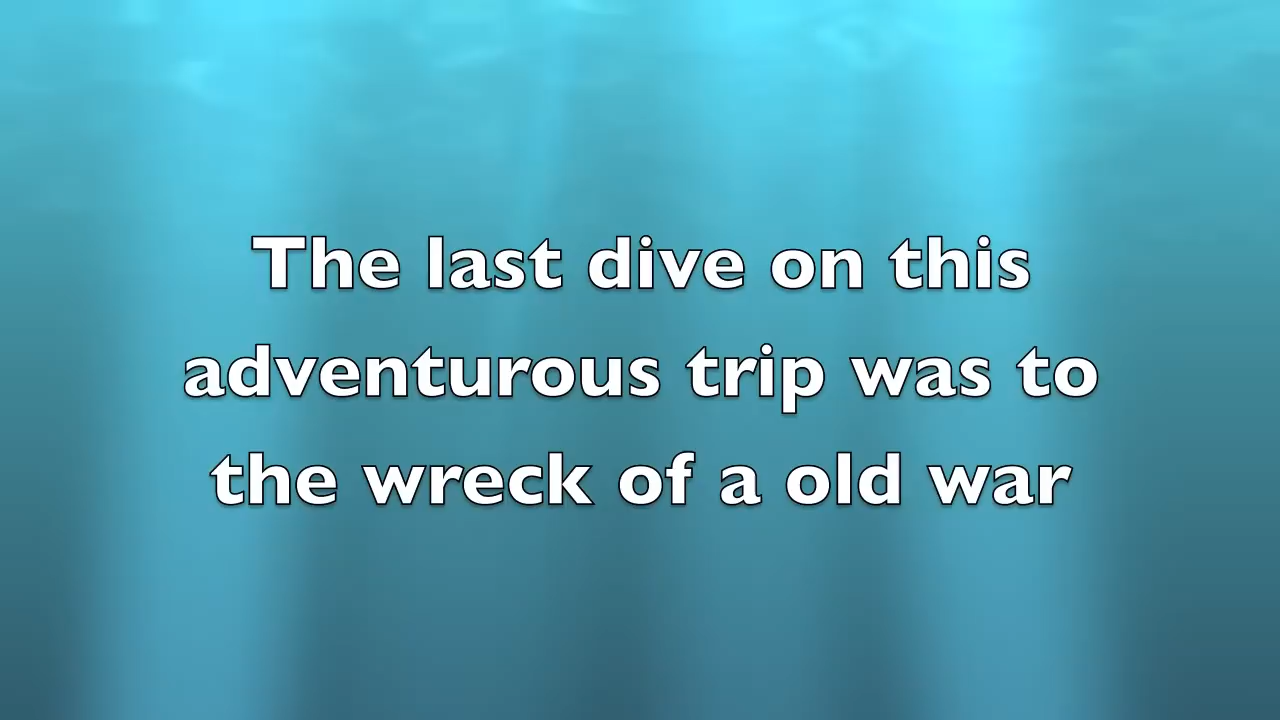 The last dive on this
adventurous trip was to
the wreck of a old war